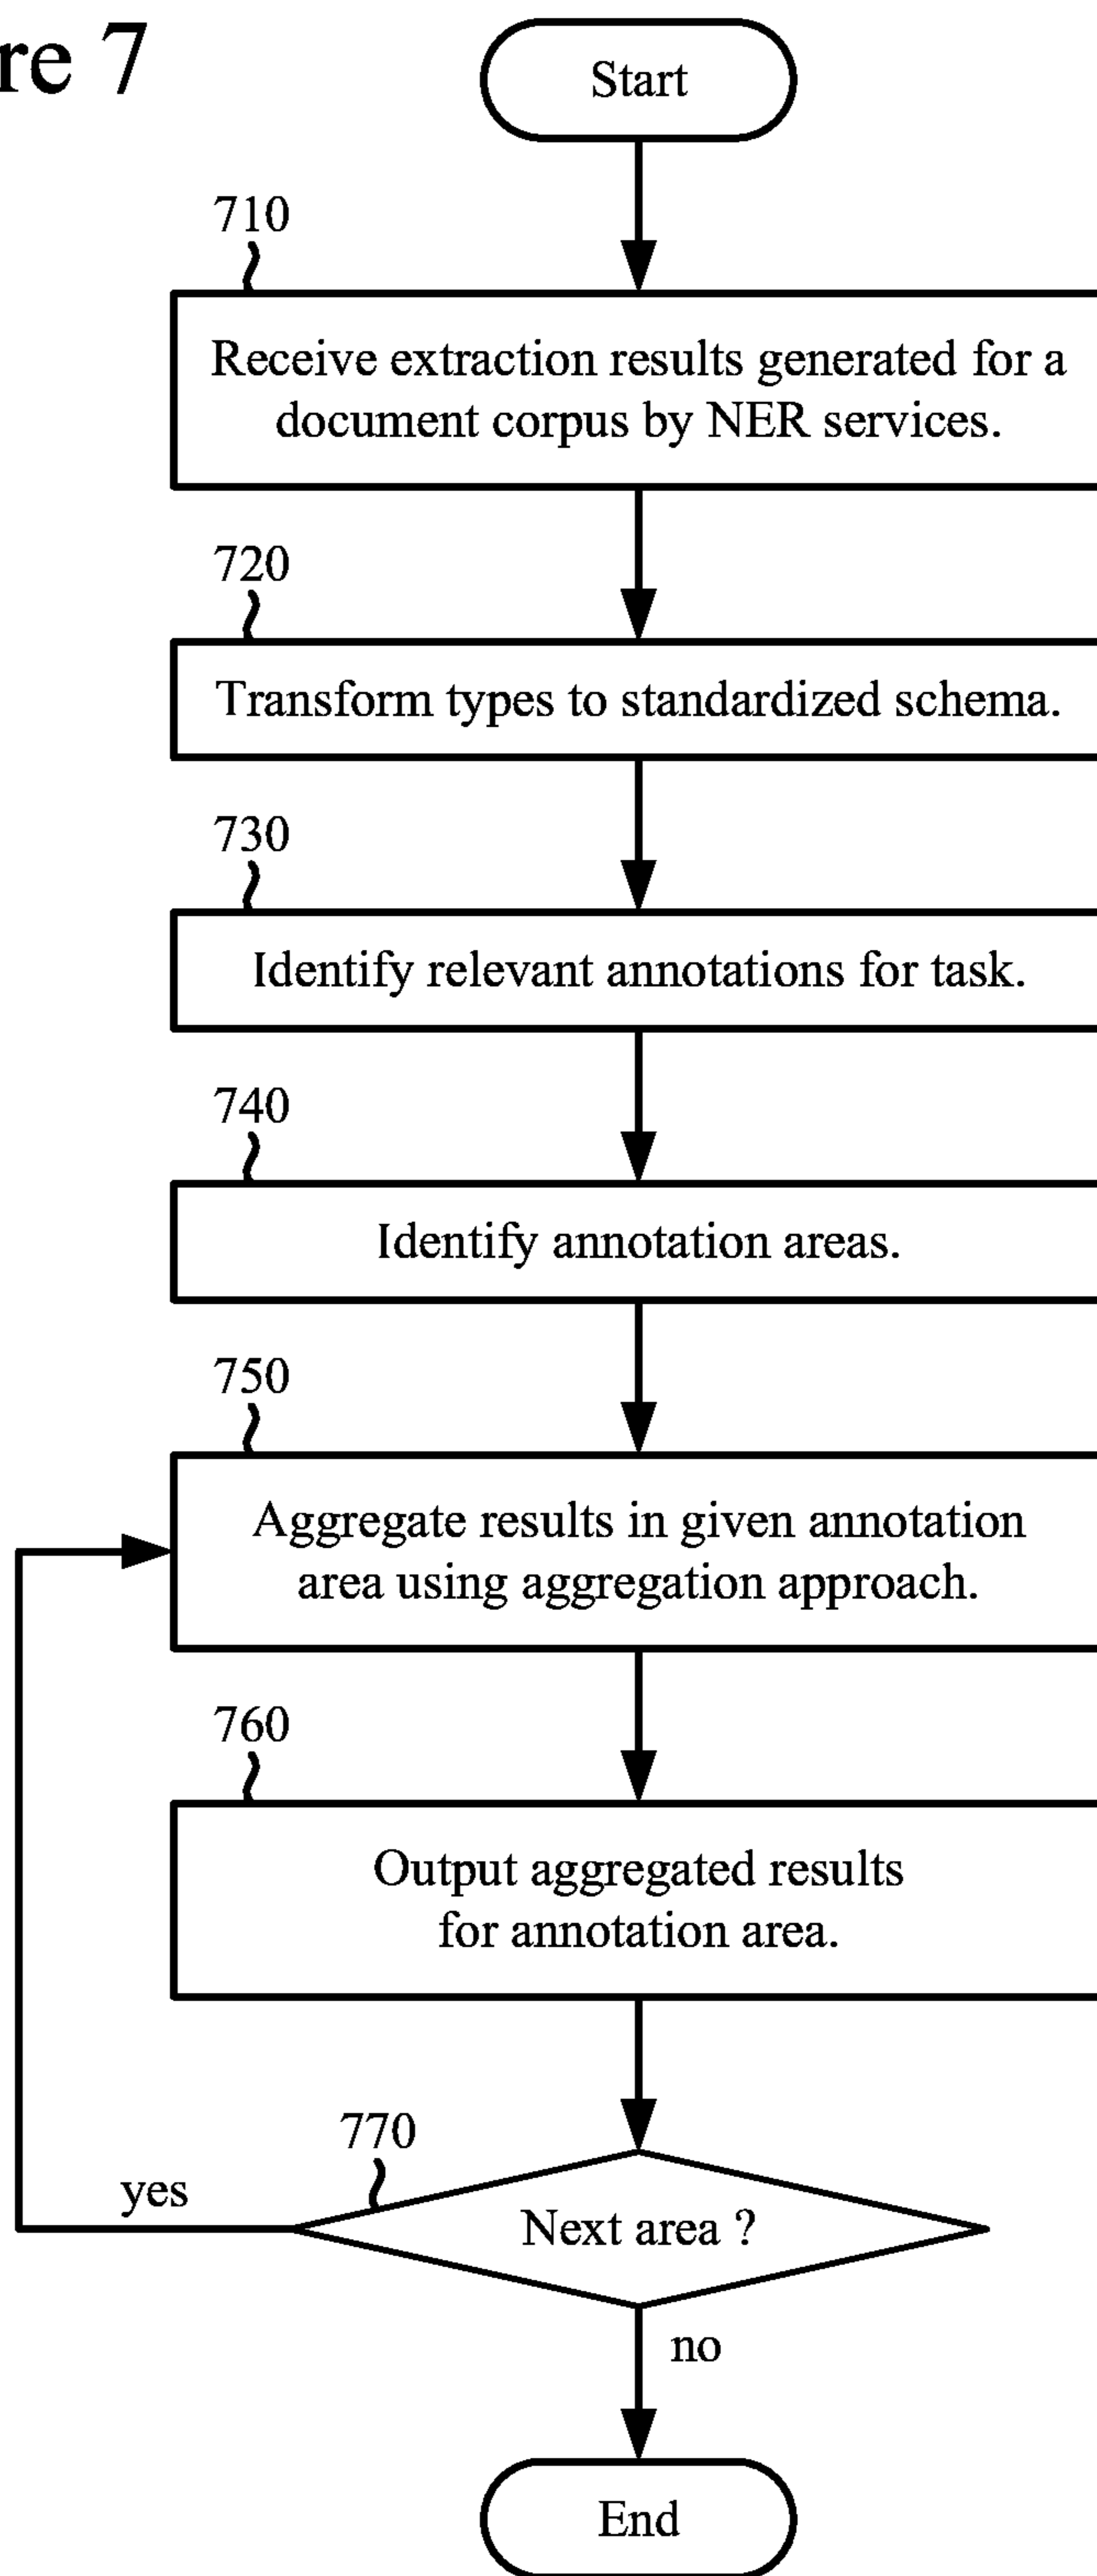 re 7
Start
710
Receive extraction results generated for a
document corpus by NER services.
720
Transform types to standardized schema.
730
Identify relevant annotations for task.
740
Identify annotation areas.
750
Aggregate results in given annotation
area using aggregation approach.
760
Output aggregated results
for annotation area.
770
yes
Next area ?
no
End